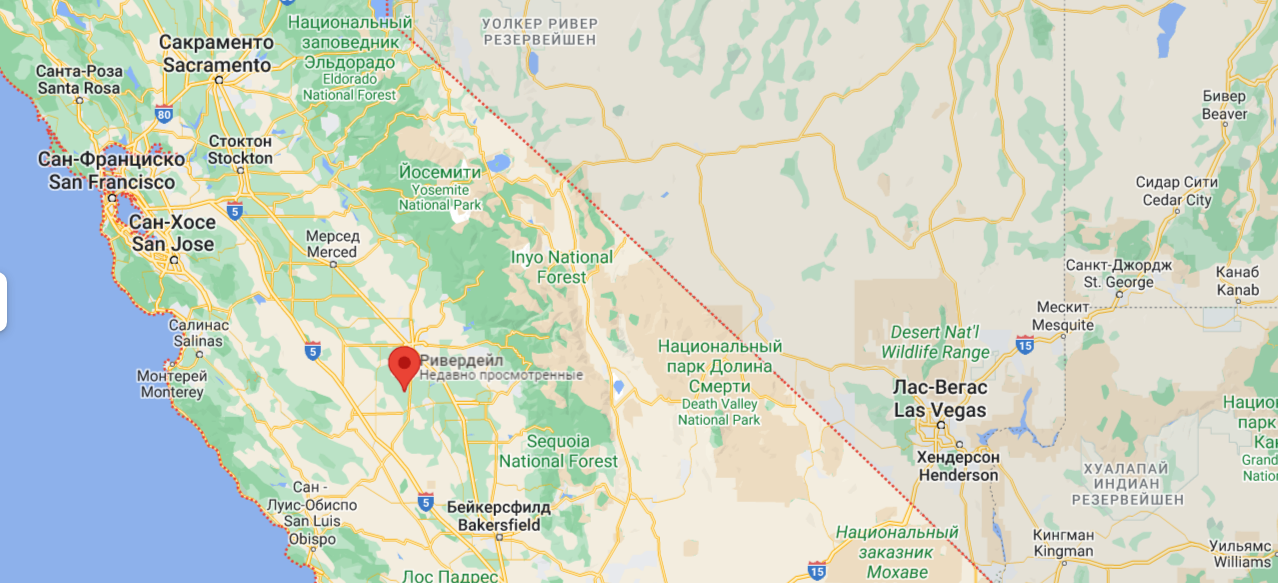 Национальный
заповедник
Эльдорадо
Eldorado
National Forest
УОЛКЕР РИВЕР
РЕЗЕРВЕЙШЕН
Сакраменто
Sacramento
Санта-Роза
Santa Rosa
80
Бивер
Beaver
Стоктон
Stockton
Сан-Франциско
San Francisco
Йосемити
Yosemite
National Park
Сидар Сити
Cedar City
5
Сан-Хосе
San Jose
Мерсед
Merced
Inyo National
Forest
Санкт-Джордж
St. George
Канаб
Kanab
Мескит
Mesquite
Салинас
Salinas
5
Desert Nat'l
Wildlife Range
15
Ривердейл
Недавно просмотренные
Национальный
парк Долина
Смерти
Death Valley
National Park
Монтерей
Monterey
Лас-Вегас
Las Vegas
Национ
парк
Ка
Grand
Natio
Sequoia
National Forest
Хендерсон
Henderson
ХУАЛАПАЙ
ИНДИАН
РЕЗЕРВЕЙШЕН
Сан -
Луис-Обиспо
San Luis
Obispo
5
Бейкерсфилд
Bakersfield
Национальный
заказник
Мохаве
15
Кингман
Kingman
Уильямс
Williams
Лос Падрес